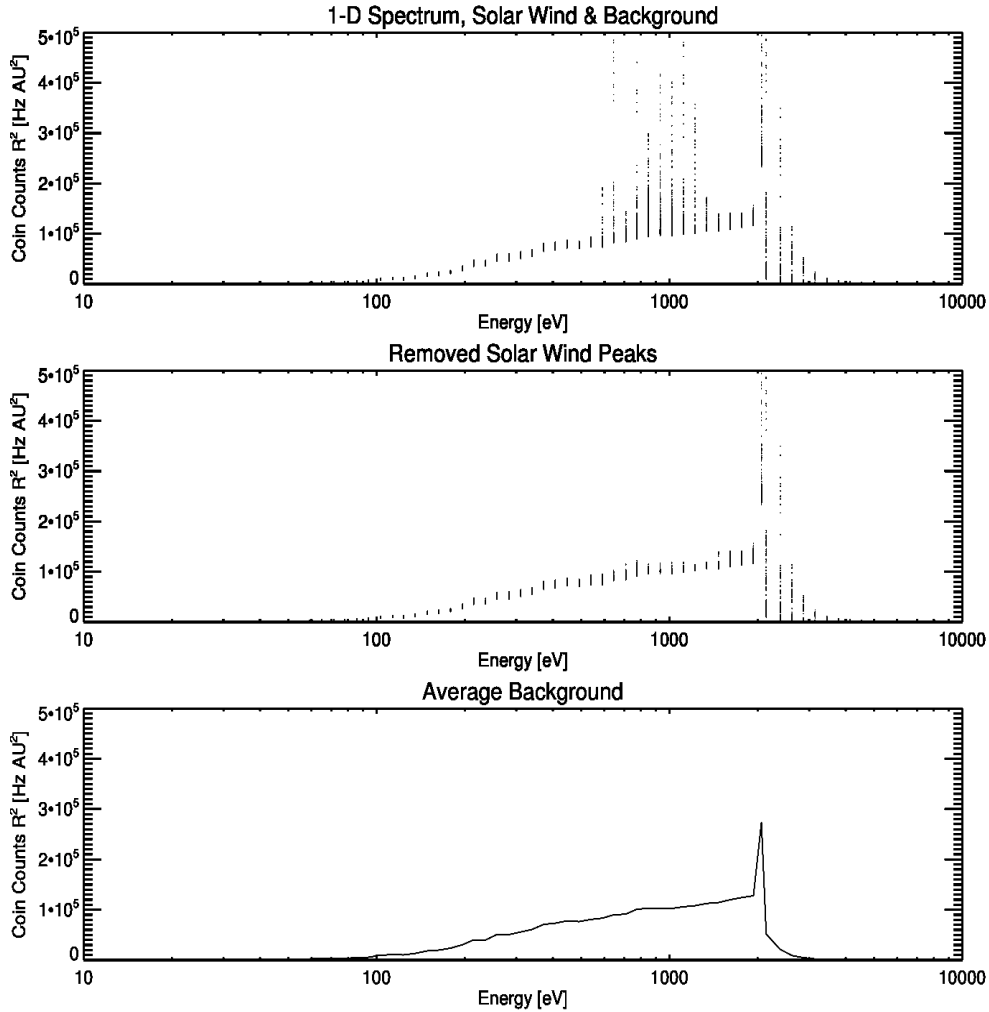 1-D Spectrum, Solar Wind & Background
Coin Counts R² [Hz AU²]
5•10⁵
4•10⁵
3•10⁵
2•10⁵
1•10⁵
0
10 100 1000 10000
Energy [eV]
Removed Solar Wind Peaks
Coin Counts R² [Hz AU²]
5•10⁵
4•10⁵
3•10⁵
2•10⁵
1•10⁵
0
10 100 1000 10000
Energy [eV]
Average Background
Coin Counts R² [Hz AU²]
5•10⁵
4•10⁵
3•10⁵
2•10⁵
1•10⁵
0
10 100 1000 10000
Energy [eV]